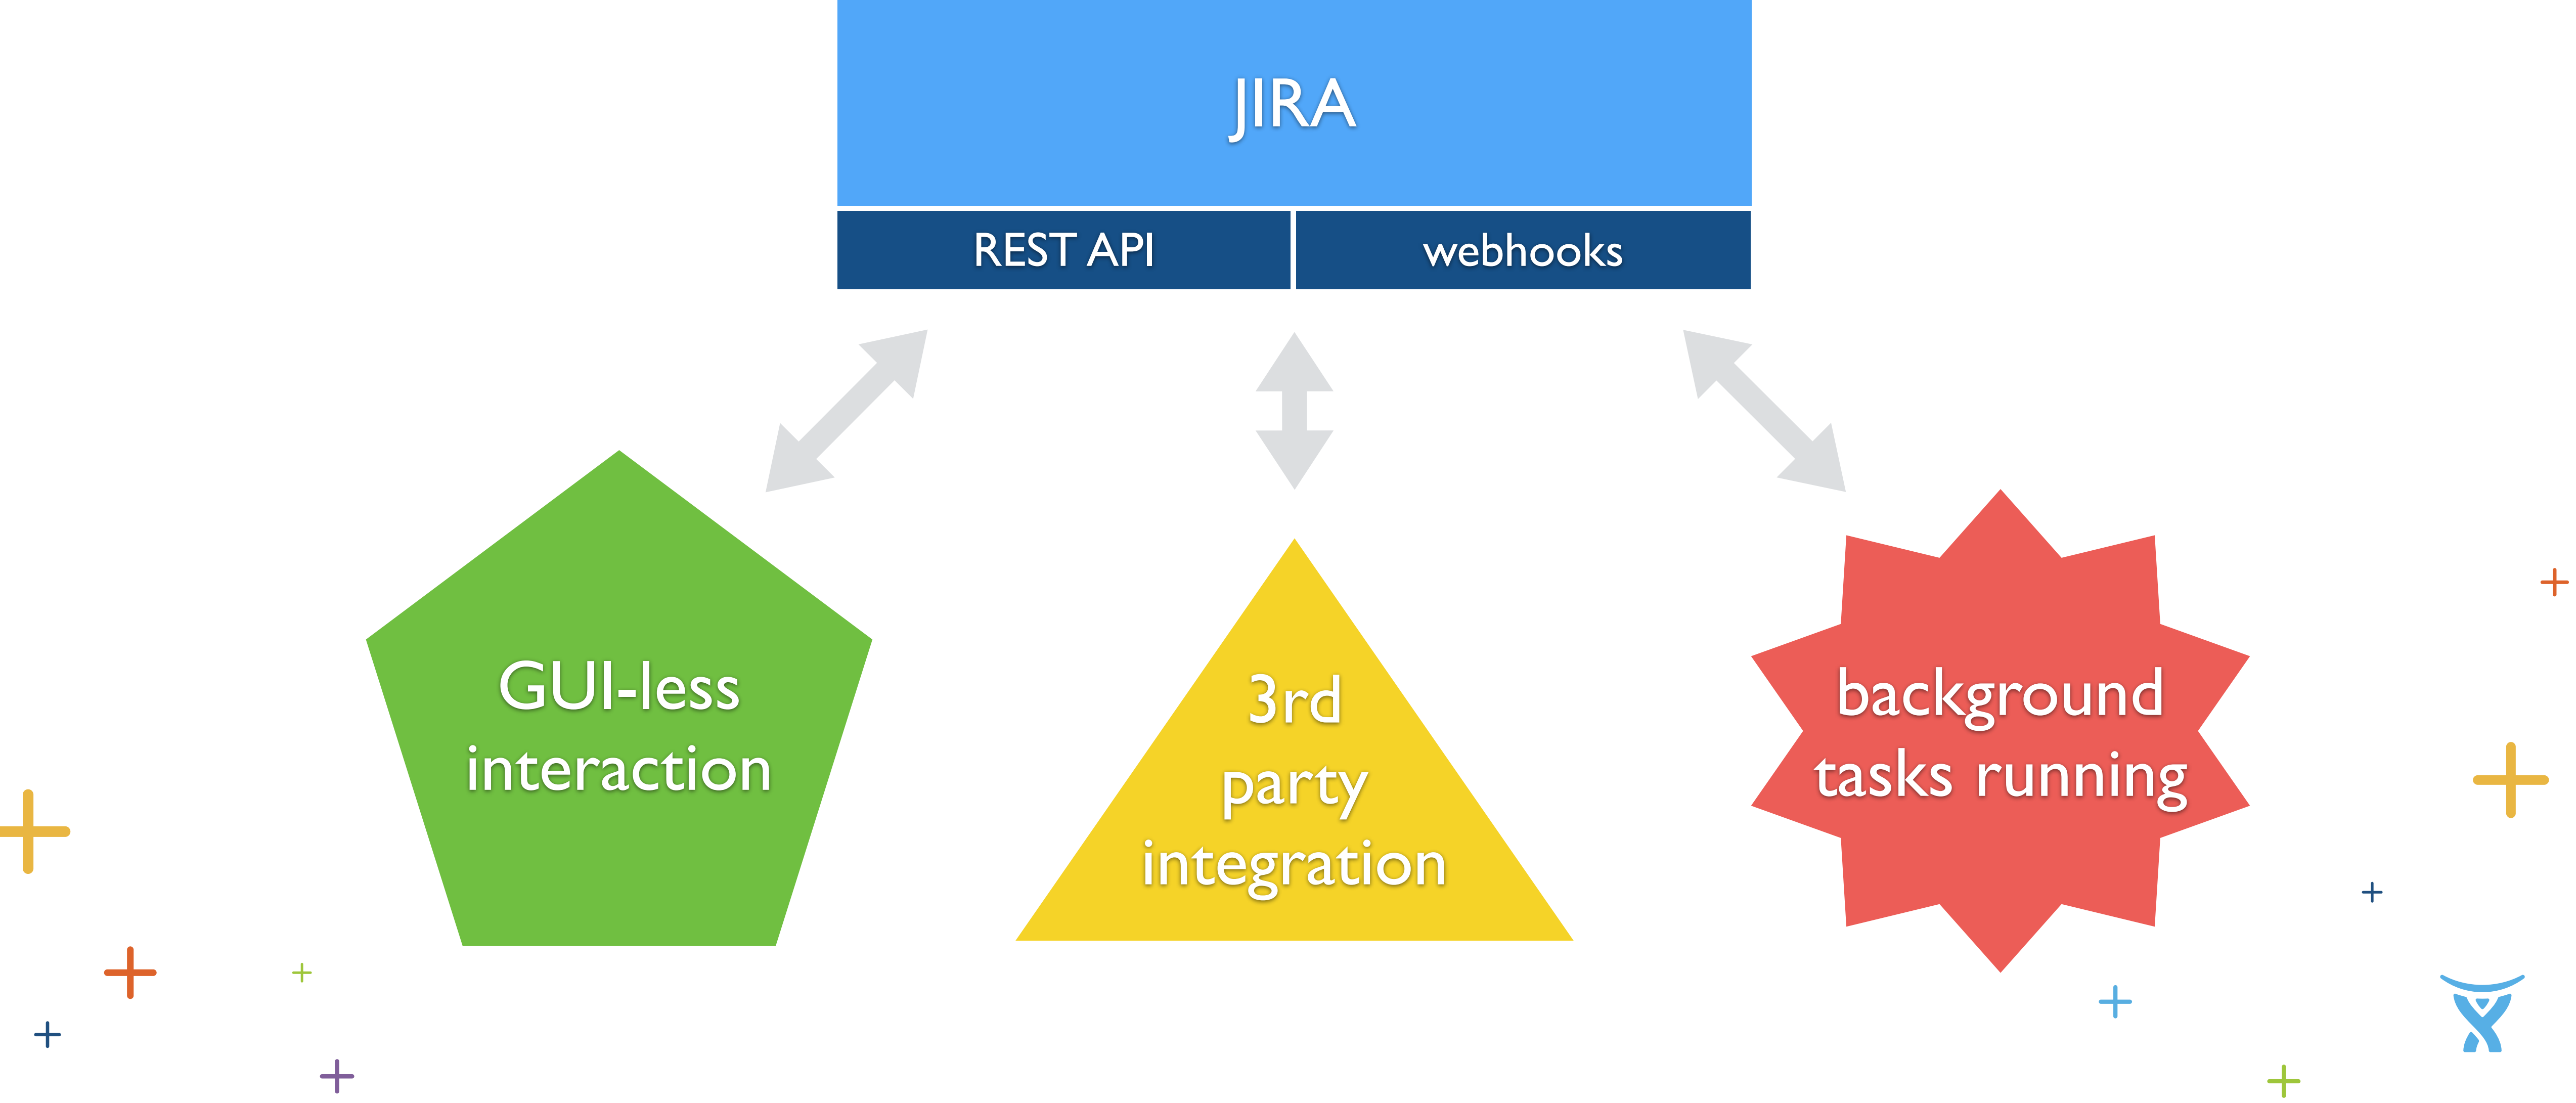 JIRA
REST API
webhooks
GUI-less
interaction
3rd
party
integration
background
tasks running